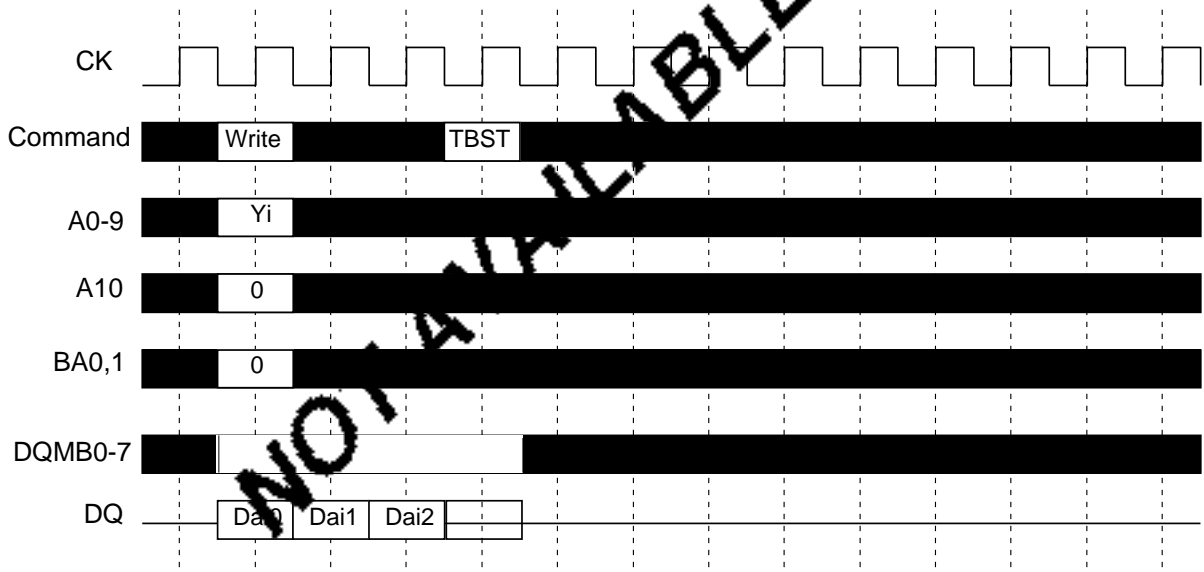 CK
Command Write TBST
A0-9 Yi
A10 0
BA0,1 0
DQMB0-7
DQ Dai0 Dai1 Dai2
NOT AVAILABLE